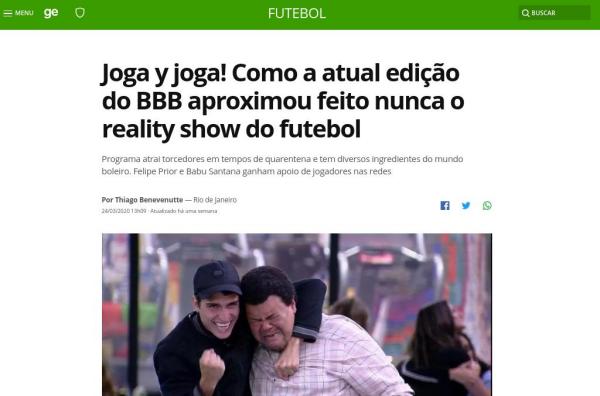 MENU ge FUTEBOL BUSCAR
Joga y joga! Como a atual edição
do BBB aproximou feito nunca o
reality show do futebol
Programa atrai torcedores em tempos de quarentena e tem diversos ingredientes do mundo
boleiro. Felipe Prior e Babu Santana ganham apoio de jogadores nas redes
Por Thiago Benevenutte — Rio de Janeiro
24/03/2020 13h09 · Atualizado há uma semana